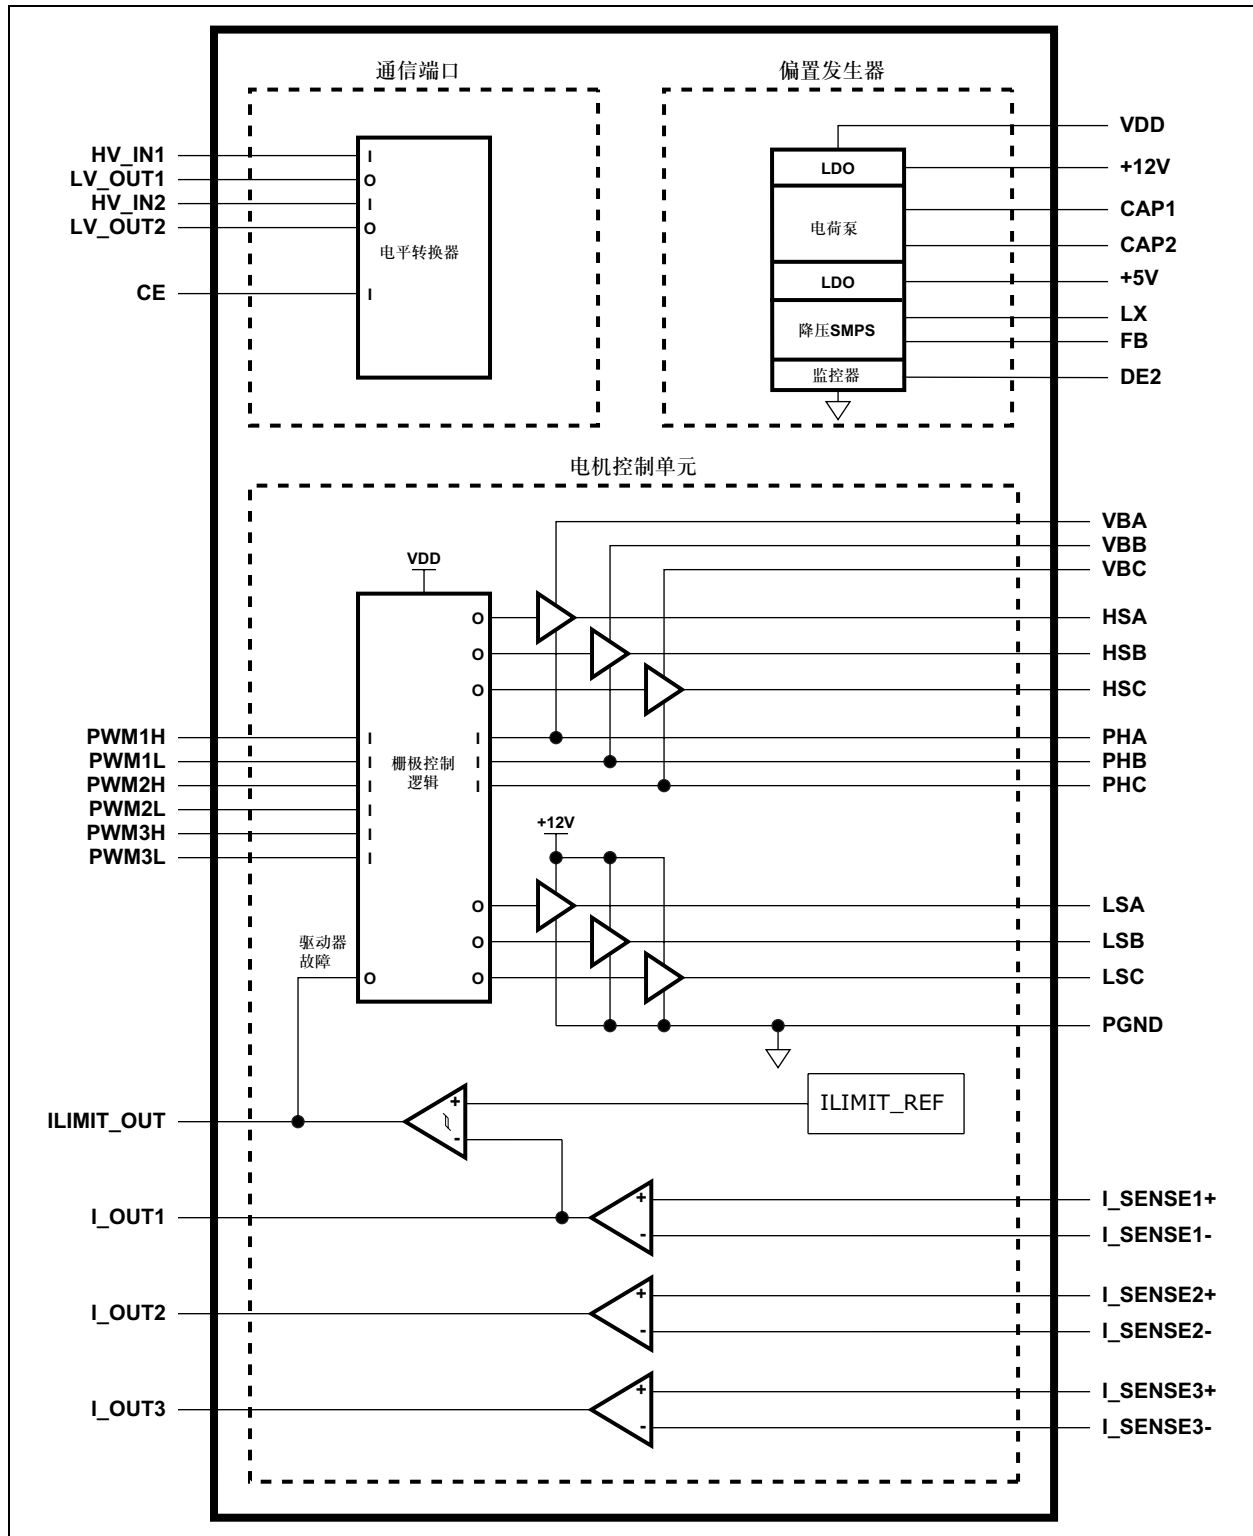 通信端口
偏置发生器
HV_IN1
LV_OUT1
HV_IN2
LV_OUT2
CE
I
O
I
O
电平转换器
I
LDO
电荷泵
LDO
降压SMPS
监控器
VDD
+12V
CAP1
CAP2
+5V
LX
FB
DE2
电机控制单元
VDD
O
O
O
I
I
I
I
I
I
栅极控制
逻辑
I
I
I
O
O
O
O
PWM1H
PWM1L
PWM2H
PWM2L
PWM3H
PWM3L
+12V
驱动器
故障
VBA
VBB
VBC
HSA
HSB
HSC
PHA
PHB
PHC
LSA
LSB
LSC
PGND
ILIMIT_OUT
+
-
ILIMIT_REF
I_OUT1
+
-
I_SENSE1+
I_SENSE1-
I_OUT2
+
-
I_SENSE2+
I_SENSE2-
I_OUT3
+
-
I_SENSE3+
I_SENSE3-